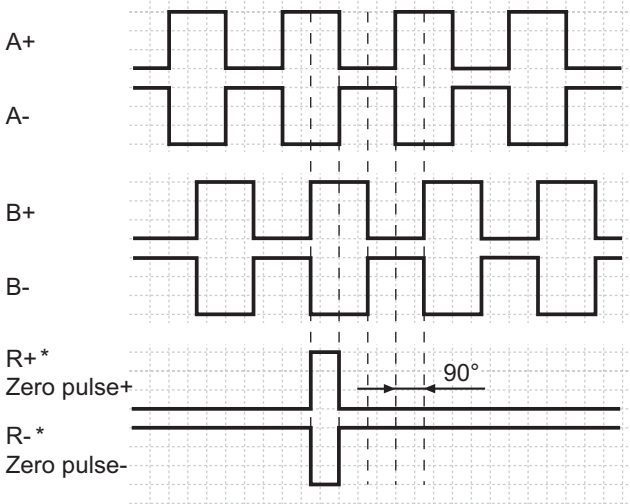 A+
A-
B+
B-
R+*
Zero pulse+
90°
R-*
Zero pulse-